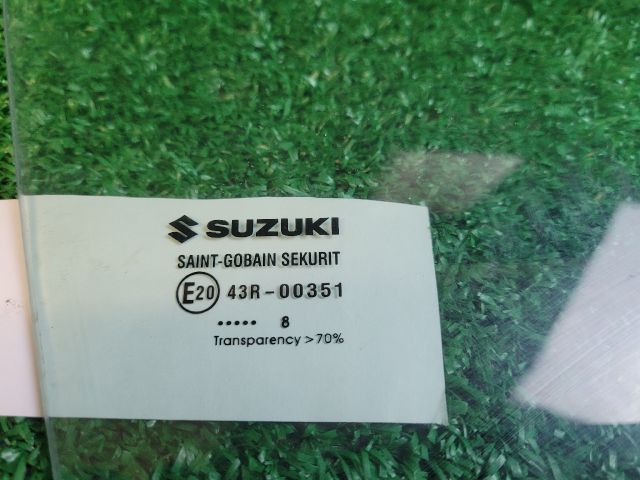 SUZUKI
SAINT-GOBAIN SEKURIT
E20 43R-00351
..... 8
Transparency >70%